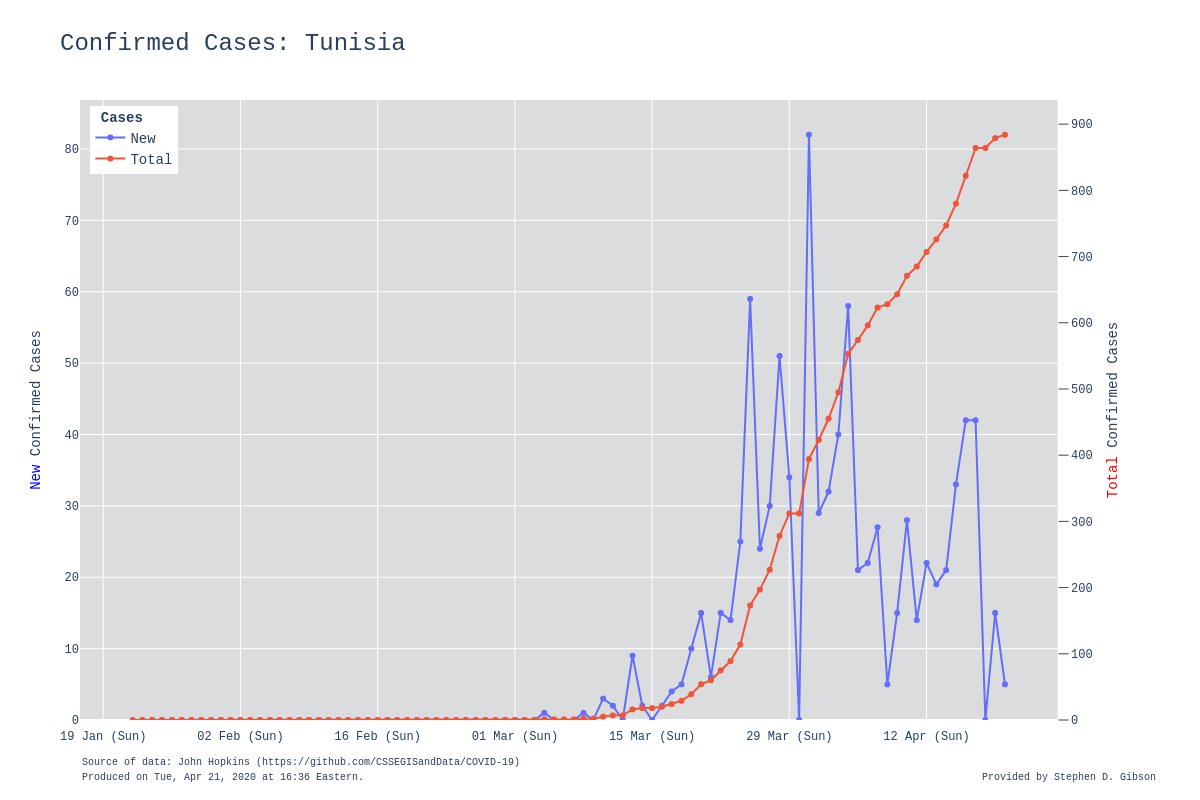 Confirmed Cases: Tunisia
Cases
New
Total
80
70
60
50
40
30
20
10
0
New Confirmed Cases
900
800
700
600
500
400
300
200
100
0
Total Confirmed Cases
19 Jan (Sun) 02 Feb (Sun) 16 Feb (Sun) 01 Mar (Sun) 15 Mar (Sun) 29 Mar (Sun) 12 Apr (Sun)
Source of data: John Hopkins (https://github.com/CSSEGISandData/COVID-19)
Produced on Tue, Apr 21, 2020 at 16:36 Eastern.
Provided by Stephen D. Gibson